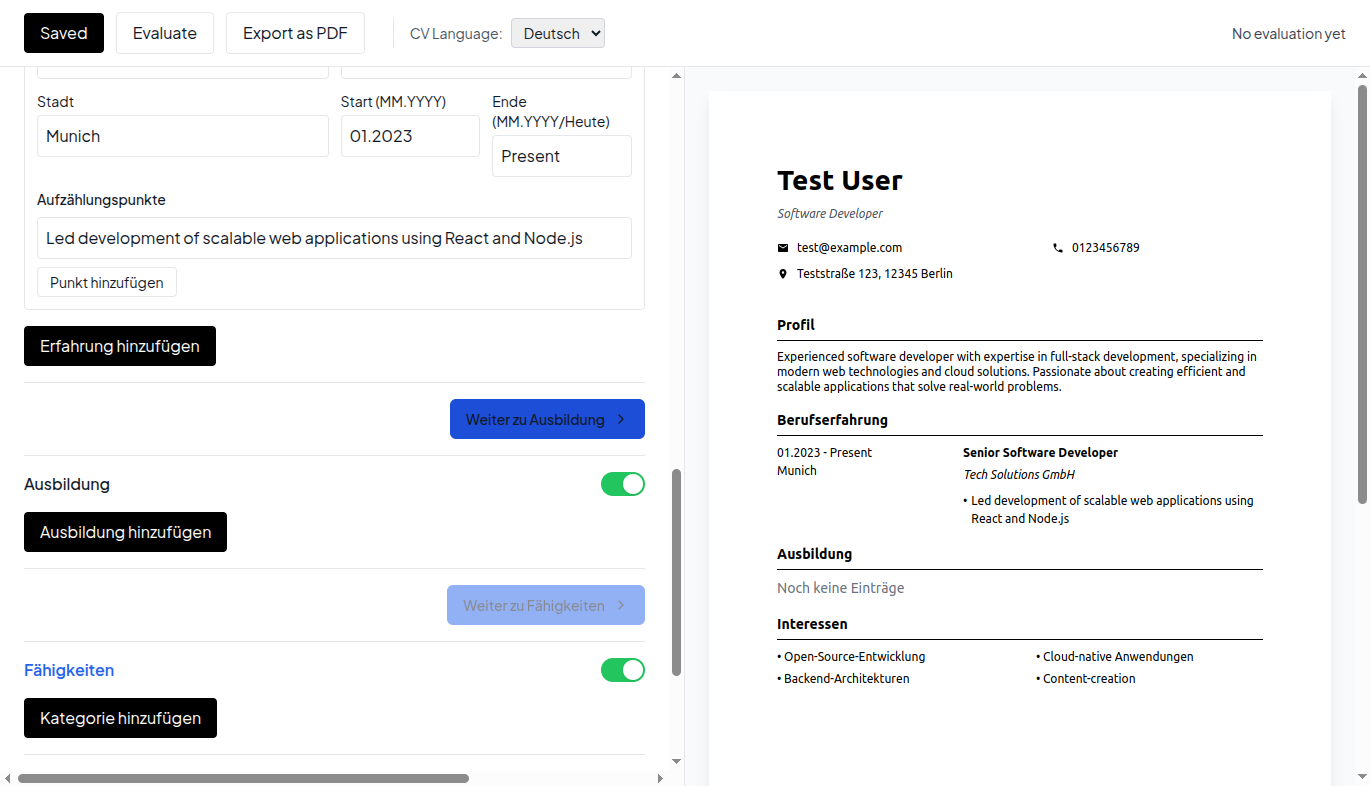 Saved Evaluate Export as PDF CV Language: Deutsch No evaluation yet
Stadt Start (MM.YYYY) Ende
(MM.YYYY/Heute)
Munich 01.2023
Present
Aufzählungspunkte
Led development of scalable web applications using React and Node.js
Punkt hinzufügen
Erfahrung hinzufügen
Weiter zu Ausbildung
Ausbildung
Ausbildung hinzufügen
Weiter zu Fähigkeiten
Fähigkeiten
Kategorie hinzufügen
Test User
Software Developer
test@example.com 0123456789
Teststraße 123, 12345 Berlin
Profil
Experienced software developer with expertise in full-stack development, specializing in
modern web technologies and cloud solutions. Passionate about creating efficient and
scalable applications that solve real-world problems.
Berufserfahrung
01.2023 - Present Senior Software Developer
Munich
Tech Solutions GmbH
• Led development of scalable web applications using
React and Node.js
Ausbildung
Noch keine Einträge
Interessen
• Open-Source-Entwicklung • Cloud-native Anwendungen
• Backend-Architekturen • Content-creation